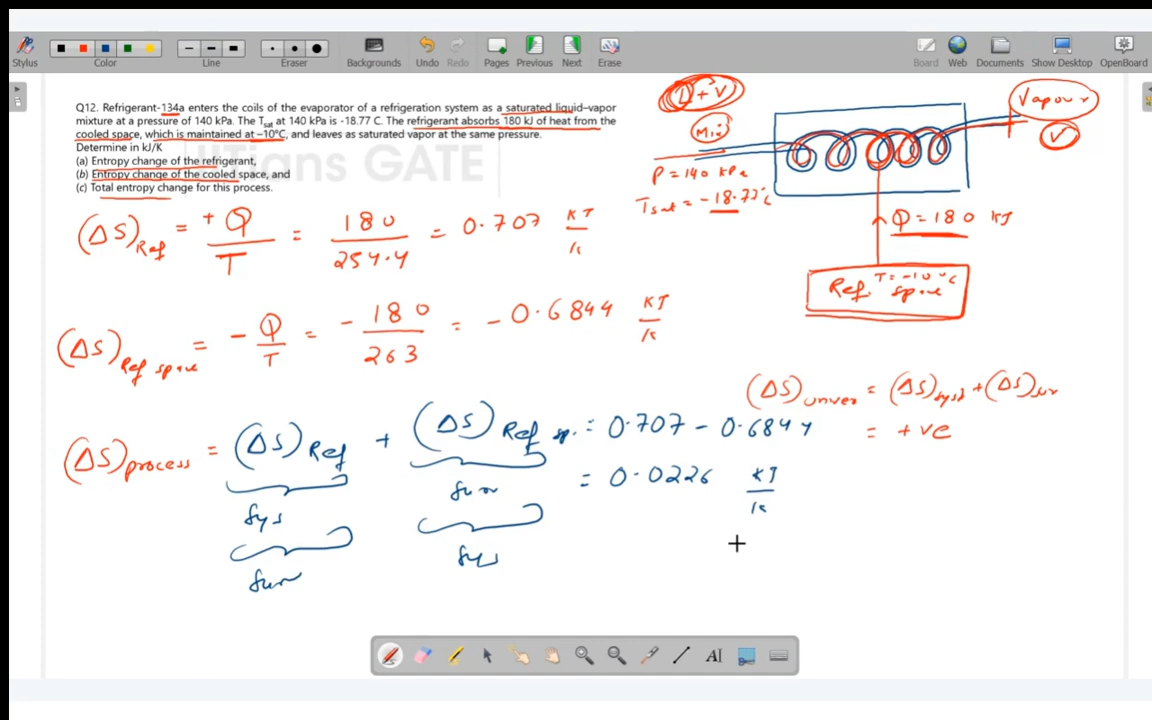 Stylus
Color
Line
Eraser
Backgrounds
Undo
Redo
Pages
Previous
Next
Erase
Board
Web
Documents
Show Desktop
OpenBoard
Q12. Refrigerant-134a enters the coils of the evaporator of a refrigeration system as a saturated liquid–vapor
mixture at a pressure of 140 kPa. The Tsat at 140 kPa is -18.77 C. The refrigerant absorbs 180 kJ of heat from the
cooled space, which is maintained at –10°C, and leaves as saturated vapor at the same pressure.
Determine in kJ/K
(a) Entropy change of the refrigerant,
(b) Entropy change of the cooled space, and
(c) Total entropy change for this process.
IITians GATE
L+V
Mix
P = 140 kPa
Tsat = -18.77°C
Vapour
V
Q = 180 KJ
T = -10°C
Ref. space
(ΔS)Ref = +Q/T = 180/254.4 = 0.707 KJ/K
(ΔS)Ref space = -Q/T = -180/263 = -0.6844 KJ/K
(ΔS)univer = (ΔS)syst + (ΔS)sur
= +ve
(ΔS)process = (ΔS)Ref + (ΔS)Ref sp. = 0.707 - 0.6844
= 0.0226 KJ/K
Sys
Surr
Surr
Sys
AI